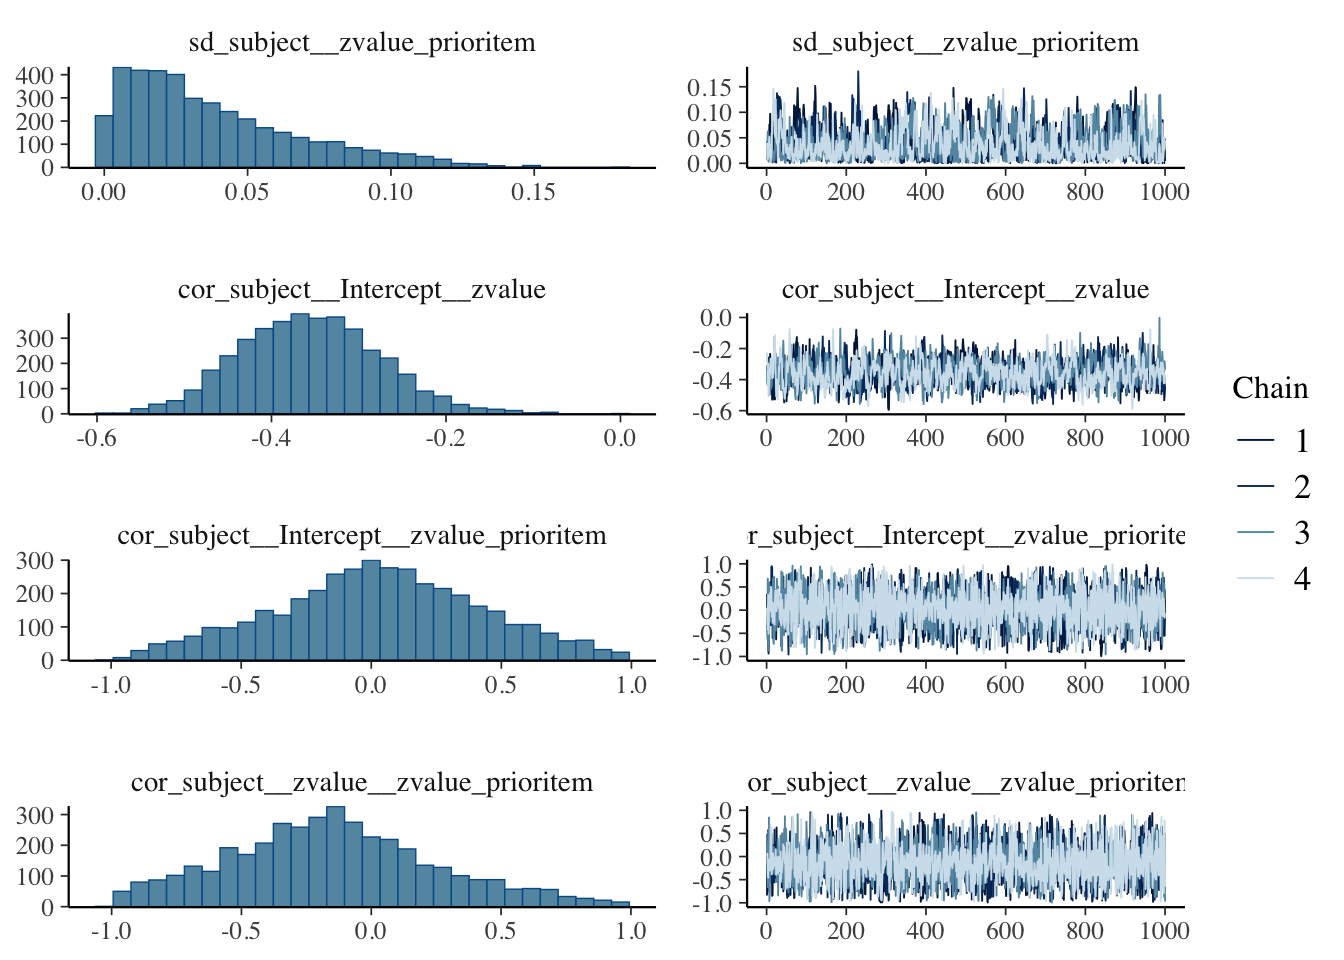 sd_subject__zvalue_prioritem
400
300
200
100
0
0.00 0.05 0.10 0.15
sd_subject__zvalue_prioritem
0.15
0.10
0.05
0.00
0 200 400 600 800 1000
cor_subject__Intercept__zvalue
300
200
100
0
-0.6 -0.4 -0.2 0.0
cor_subject__Intercept__zvalue
0.0
-0.2
-0.4
-0.6
0 200 400 600 800 1000
cor_subject__Intercept__zvalue_prioritem
300
200
100
0
-1.0 -0.5 0.0 0.5 1.0
r_subject__Intercept__zvalue_priorite
1.0
0.5
0.0
-0.5
-1.0
0 200 400 600 800 1000
cor_subject__zvalue__zvalue_prioritem
300
200
100
0
-1.0 -0.5 0.0 0.5 1.0
or_subject__zvalue__zvalue_prioriten
1.0
0.5
0.0
-0.5
-1.0
0 200 400 600 800 1000
Chain
1
2
3
4